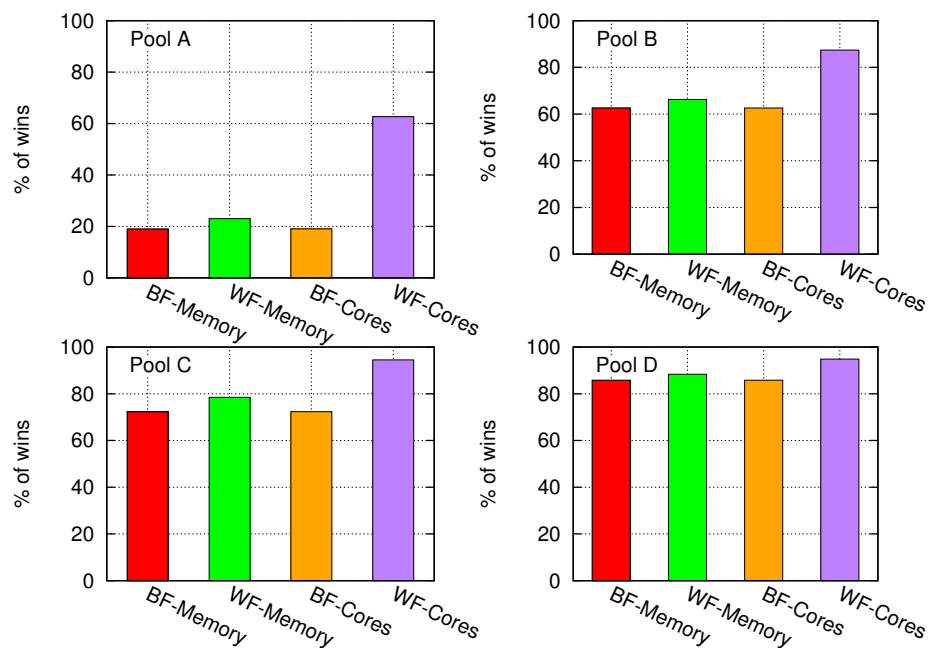 Pool A
100
80
60
40
20
0
% of wins
BF-Memory
WF-Memory
BF-Cores
WF-Cores
Pool B
100
80
60
40
20
0
% of wins
BF-Memory
WF-Memory
BF-Cores
WF-Cores
Pool C
100
80
60
40
20
0
% of wins
BF-Memory
WF-Memory
BF-Cores
WF-Cores
Pool D
100
80
60
40
20
0
% of wins
BF-Memory
WF-Memory
BF-Cores
WF-Cores